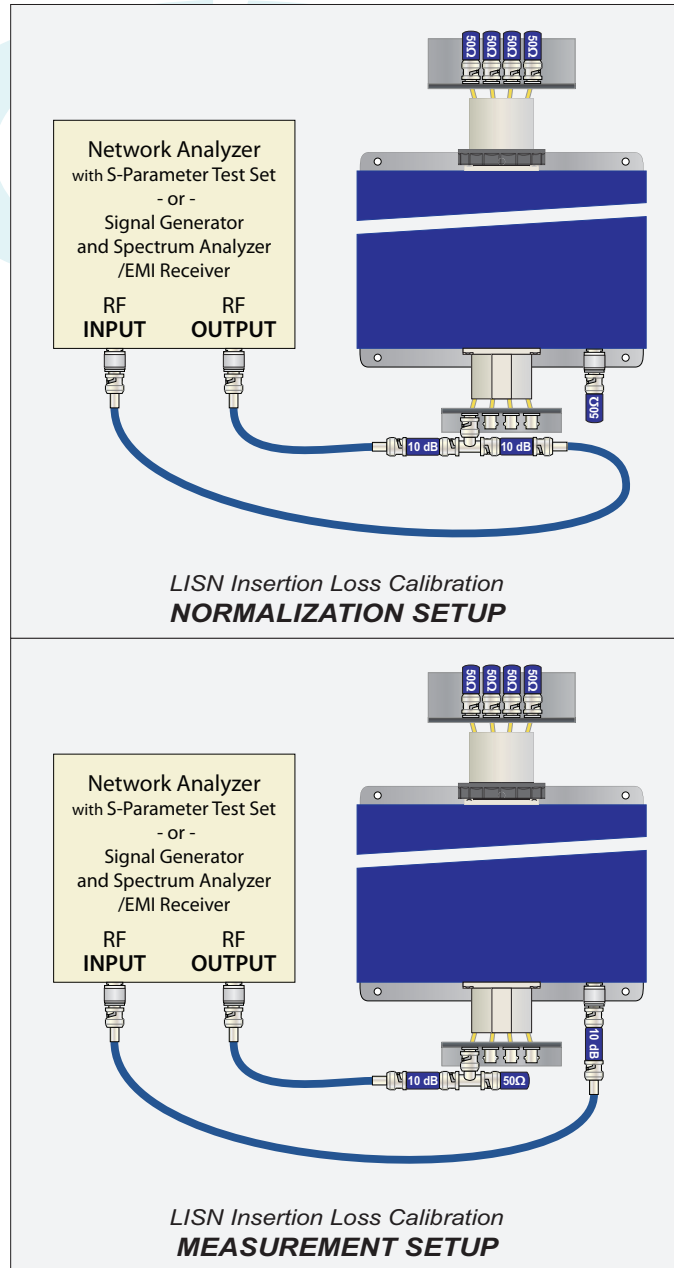 50Ω 50Ω 50Ω 50Ω
Network Analyzer
with S-Parameter Test Set
- or -
Signal Generator
and Spectrum Analyzer
/EMI Receiver
RF RF
INPUT OUTPUT
50Ω
10 dB 10 dB
LISN Insertion Loss Calibration
NORMALIZATION SETUP
50Ω 50Ω 50Ω 50Ω
Network Analyzer
with S-Parameter Test Set
- or -
Signal Generator
and Spectrum Analyzer
/EMI Receiver
RF RF
INPUT OUTPUT
10 dB
10 dB 50Ω
LISN Insertion Loss Calibration
MEASUREMENT SETUP